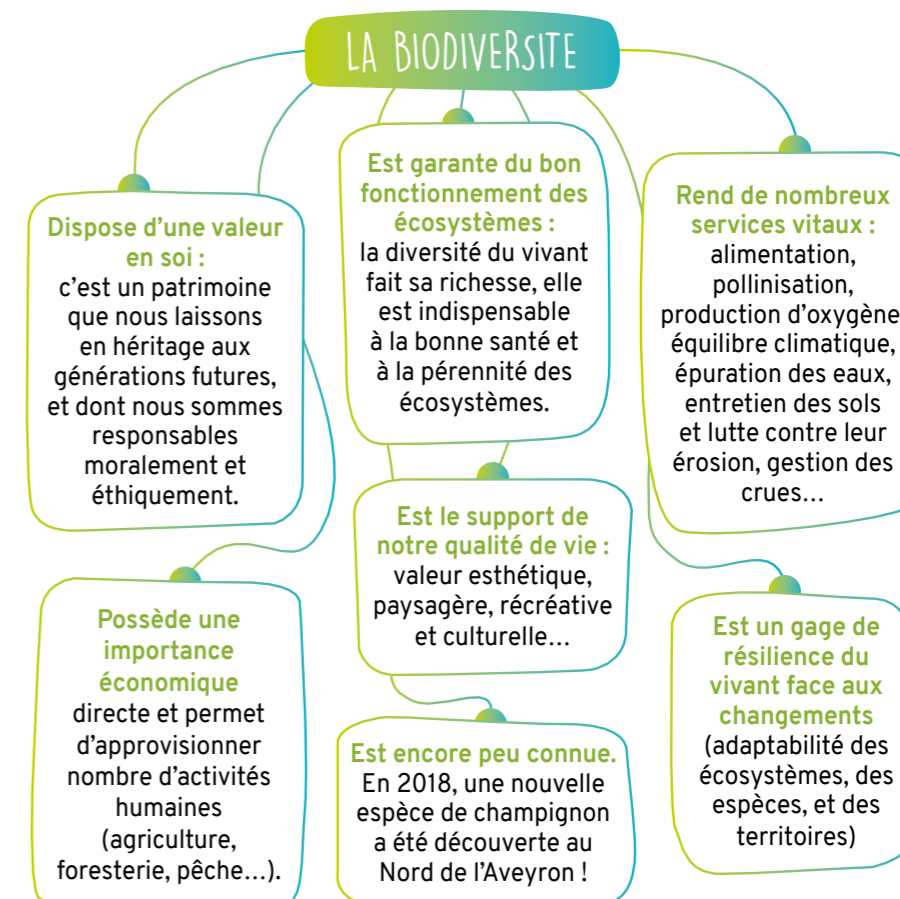 LA BIODIVERSITE
Dispose d’une valeur
en soi :
c’est un patrimoine
que nous laissons
en héritage aux
générations futures,
et dont nous sommes
responsables
moralement et
éthiquement.
Est garante du bon
fonctionnement des
écosystèmes :
la diversité du vivant
fait sa richesse, elle
est indispensable
à la bonne santé et
à la pérennité des
écosystèmes.
Rend de nombreux
services vitaux :
alimentation,
pollinisation,
production d’oxygène
équilibre climatique,
épuration des eaux,
entretien des sols
et lutte contre leur
érosion, gestion des
crues…
Possède une
importance
économique
directe et permet
d’approvisionner
nombre d’activités
humaines
(agriculture,
foresterie, pêche…).
Est le support de
notre qualité de vie :
valeur esthétique,
paysagère, récréative
et culturelle…
Est encore peu connue.
En 2018, une nouvelle
espèce de champignon
a été découverte au
Nord de l’Aveyron !
Est un gage de
résilience du
vivant face aux
changements
(adaptabilité des
écosystèmes, des
espèces, et des
territoires)